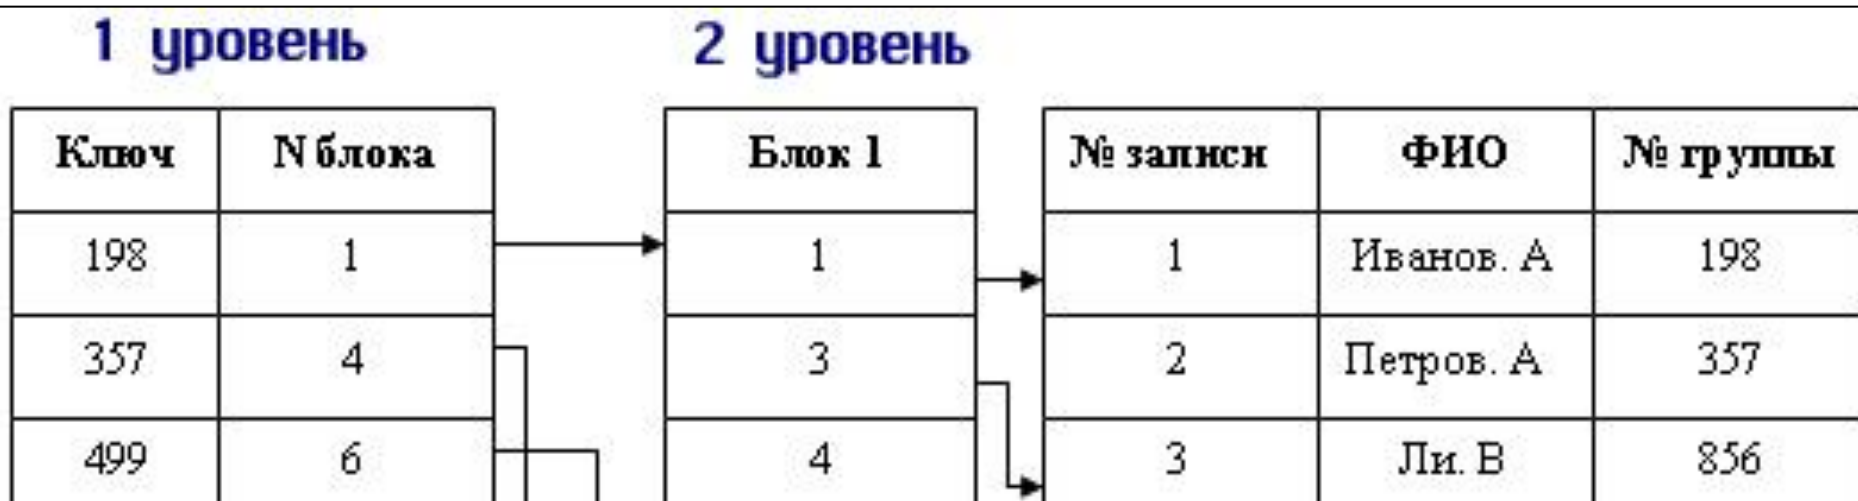 1 уровень 2 уровень
Ключ N блока Блок 1 № записи ФИО № группы
198 1 1 1 Иванов. А 198
357 4 3 2 Петров. А 357
499 6 4 3 Ли. В 856